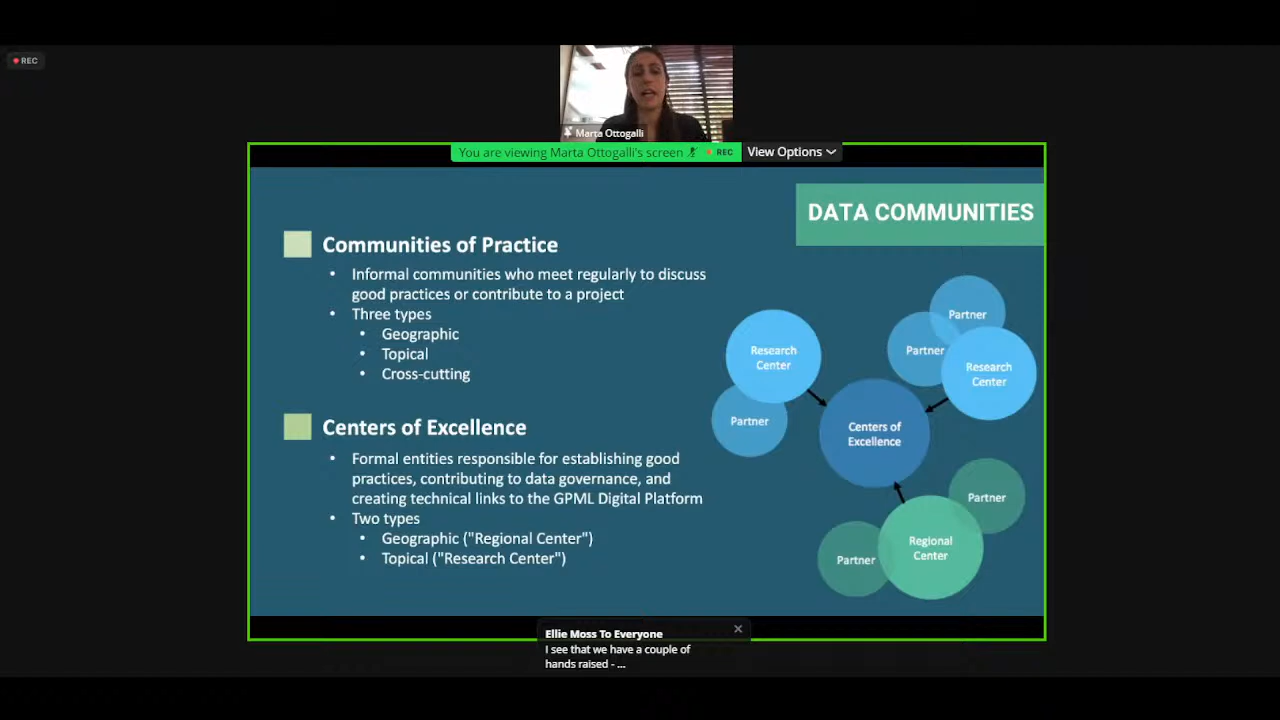 REC
Marta Ottogalli
You are viewing Marta Ottogalli's screen
REC
View Options
DATA COMMUNITIES
Communities of Practice
• Informal communities who meet regularly to discuss
good practices or contribute to a project
• Three types
• Geographic
• Topical
• Cross-cutting
Centers of Excellence
• Formal entities responsible for establishing good
practices, contributing to data governance, and
creating technical links to the GPML Digital Platform
• Two types
• Geographic ("Regional Center")
• Topical ("Research Center")
Partner
Research
Center
Partner
Research
Center
Partner
Centers of
Excellence
Partner
Regional
Center
Partner
Ellie Moss To Everyone
I see that we have a couple of
hands raised - ...